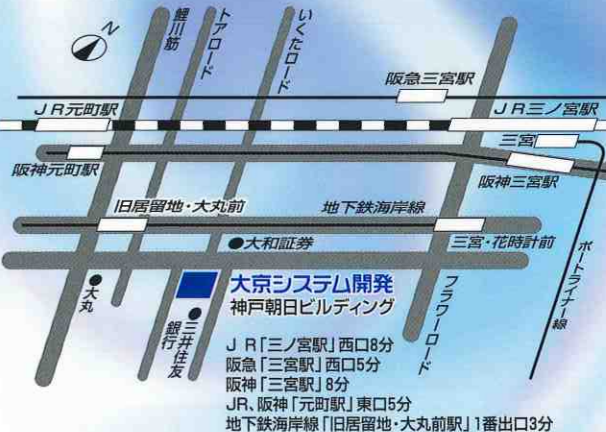 N
鯉川筋
トアロード
いくたロード
阪急三宮駅
JR元町駅
JR三ノ宮駅
三宮
阪神元町駅
阪神三宮駅
旧居留地・大丸前
地下鉄海岸線
三宮・花時計前
●大和証券
ポートライナー線
●大丸
大京システム開発
神戸朝日ビルディング
フラワーロード
●三井住友
銀行
JR「三ノ宮駅」西口8分
阪急「三宮駅」西口5分
阪神「三宮駅」8分
JR、阪神「元町駅」東口5分
地下鉄海岸線「旧居留地・大丸前駅」1番出口3分